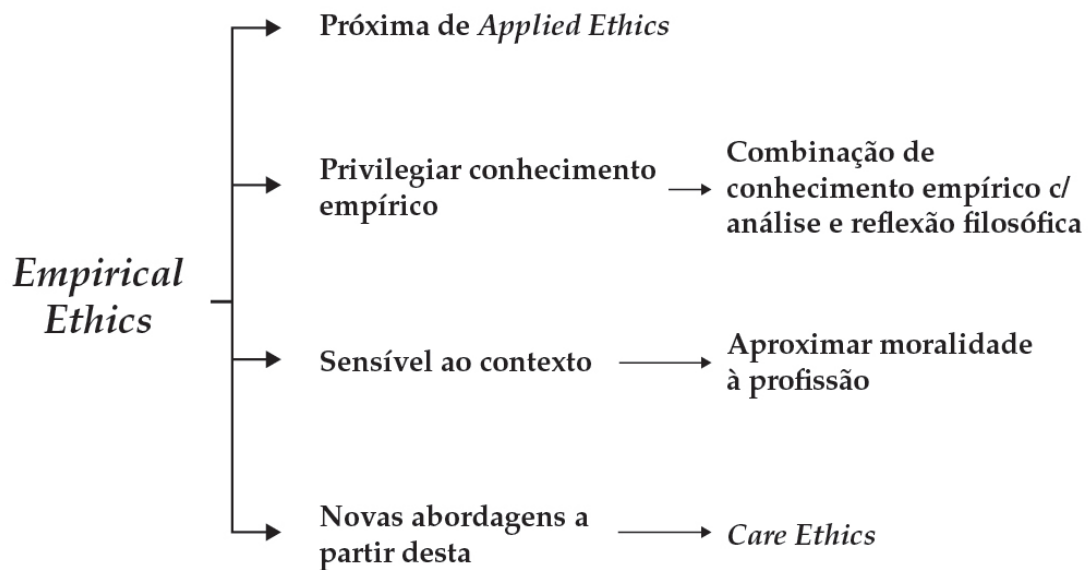 Próxima de Applied Ethics
Privilegiar conhecimento
empírico
Combinação de
conhecimento empírico c/
análise e reflexão filosófica
Empirical
Ethics
Sensível ao contexto
Aproximar moralidade
à profissão
Novas abordagens a
partir desta
Care Ethics